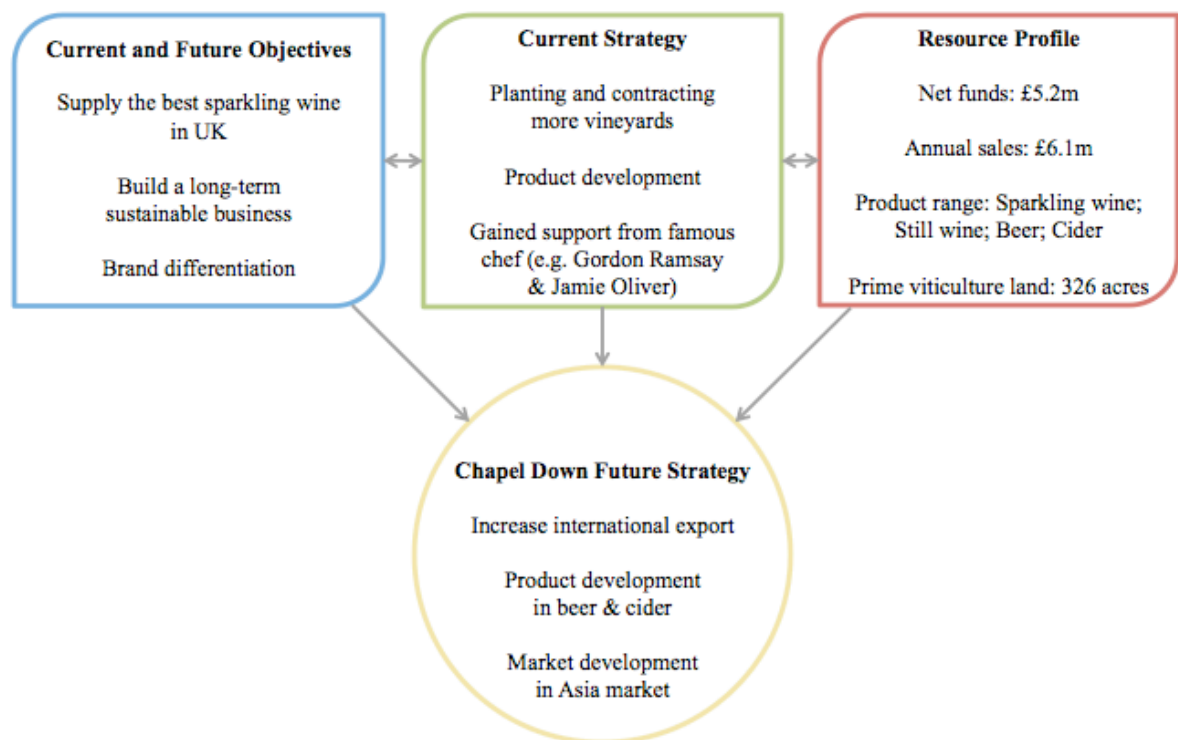 Current and Future Objectives
Supply the best sparkling wine
in UK
Build a long-term
sustainable business
Brand differentiation
Current Strategy
Planting and contracting
more vineyards
Product development
Gained support from famous
chef (e.g. Gordon Ramsay
& Jamie Oliver)
Resource Profile
Net funds: £5.2m
Annual sales: £6.1m
Product range: Sparkling wine;
Still wine; Beer; Cider
Prime viticulture land: 326 acres
Chapel Down Future Strategy
Increase international export
Product development
in beer & cider
Market development
in Asia market